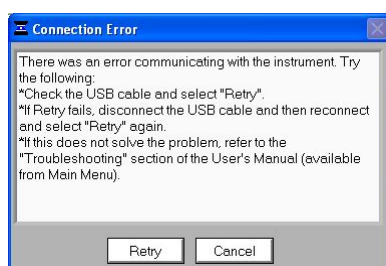 Connection Error
There was an error communicating with the instrument. Try
the following:
*Check the USB cable and select "Retry".
*If Retry fails, disconnect the USB cable and then reconnect
and select "Retry" again.
*If this does not solve the problem, refer to the
"Troubleshooting" section of the User's Manual (available
from Main Menu).
Retry Cancel